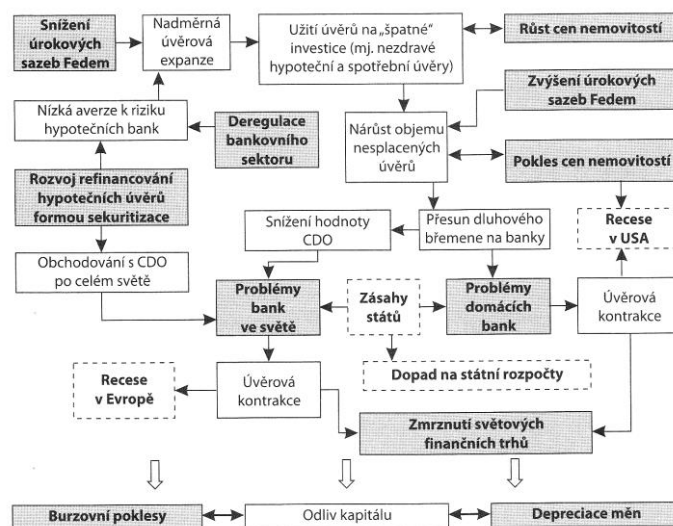 Snížení
úrokových
sazeb Fedem
Nadměrná
úvěrová
expanze
Užití úvěrů na „špatné“
investice (mj. nezdravé
hypoteční a spotřební úvěry)
Růst cen nemovitostí
Zvýšení úrokových
sazeb Fedem
Nízká averze k riziku
hypotečních bank
Deregulace
bankovního
sektoru
Nárůst objemu
nesplacených
úvěrů
Pokles cen nemovitostí
Rozvoj refinancování
hypotečních úvěrů
formou sekuritizace
Snížení hodnoty
CDO
Přesun dluhového
břemene na banky
Recese
v USA
Obchodování s CDO
po celém světě
Problémy
bank
ve světě
Zásahy
států
Problémy
domácích
bank
Úvěrová
kontrakce
Dopad na státní rozpočty
Recese
v Evropě
Úvěrová
kontrakce
Zmrznutí světových
finančních trhů
Burzovní poklesy
Odliv kapitálu
Depreciace měn